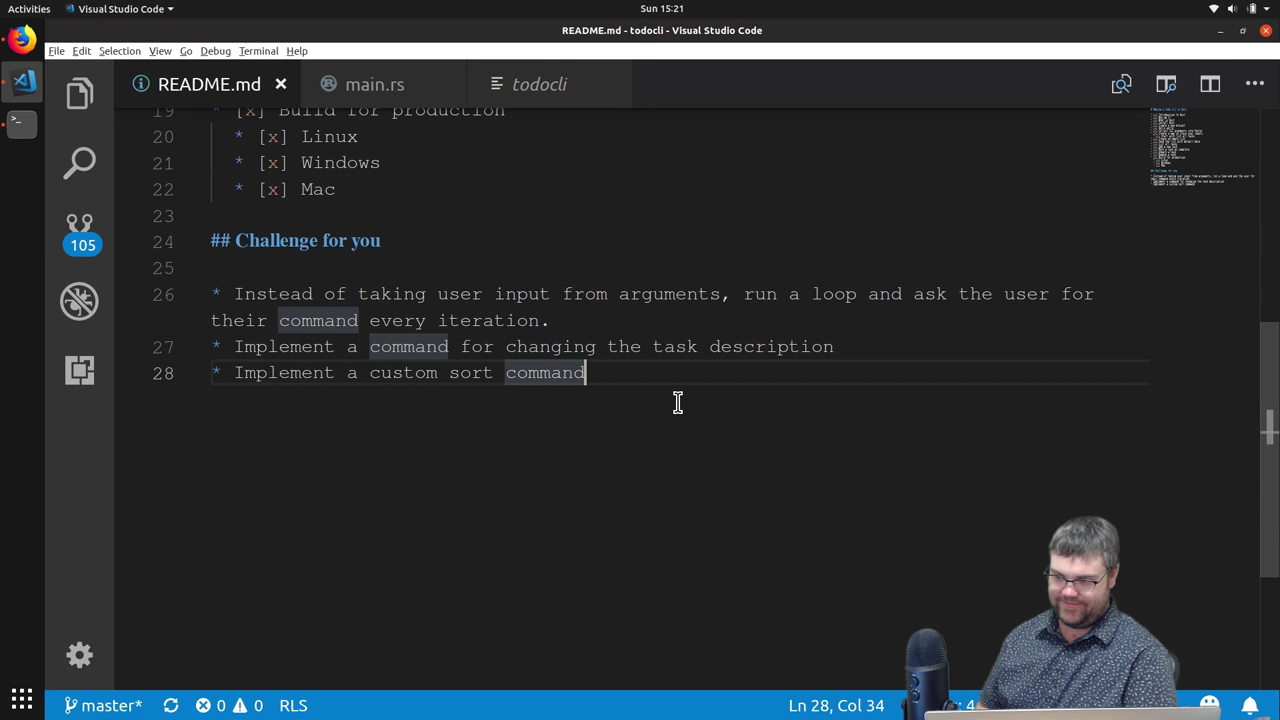 Activities
Visual Studio Code
Sun 15:21
README.md - todocli - Visual Studio Code
File Edit Selection View Go Debug Terminal Help
README.md
main.rs
todocli
19 * [x] Build for production
20 * [x] Linux
21 * [x] Windows
22 * [x] Mac
23
24 ## Challenge for you
25
26 * Instead of taking user input from arguments, run a loop and ask the user for
their command every iteration.
27 * Implement a command for changing the task description
28 * Implement a custom sort command
105
master* 0 0 RLS
Ln 28, Col 34